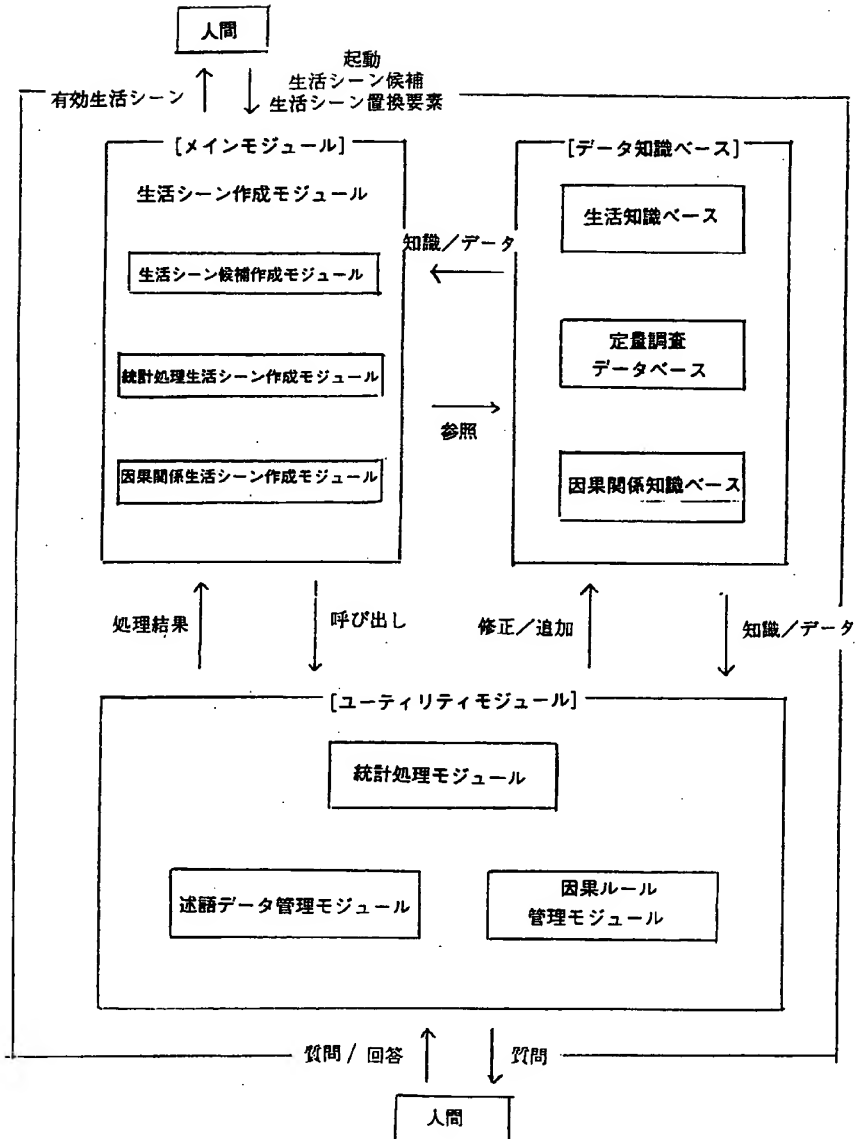 人間
起動
生活シーン候補
生活シーン置換要素
有効生活シーン
[メインモジュール]
生活シーン作成モジュール
生活シーン候補作成モジュール
統計処理生活シーン作成モジュール
因果関係生活シーン作成モジュール
知識／データ
参照
[データ知識ベース]
生活知識ベース
定量調査
データベース
因果関係知識ベース
処理結果
呼び出し
修正／追加
知識／データ
[ユーティリティモジュール]
統計処理モジュール
述語データ管理モジュール
因果ルール
管理モジュール
質問 / 回答
質問
人間